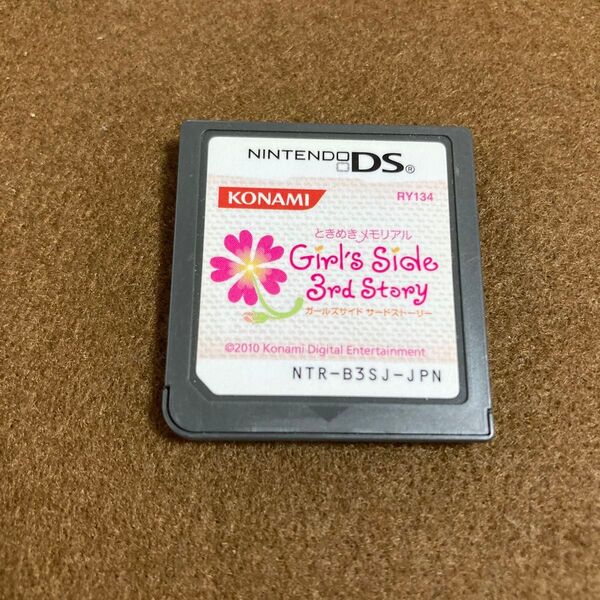 NINTENDO DS®
KONAMI
RY134
ときめきメモリアル
Girl's Side
3rd Story
ガールズサイド サードストーリー
©2010 Konami Digital Entertainment
NTR-B3SJ-JPN